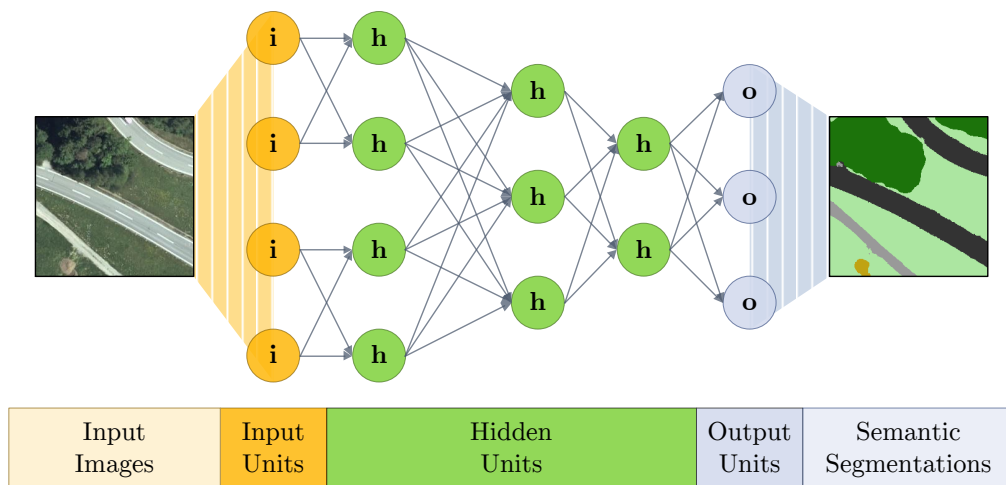 i
h
h
o
i
h
h
h
o
i
h
h
h
o
i
h
Input
Images
Input
Units
Hidden
Units
Output
Units
Semantic
Segmentations